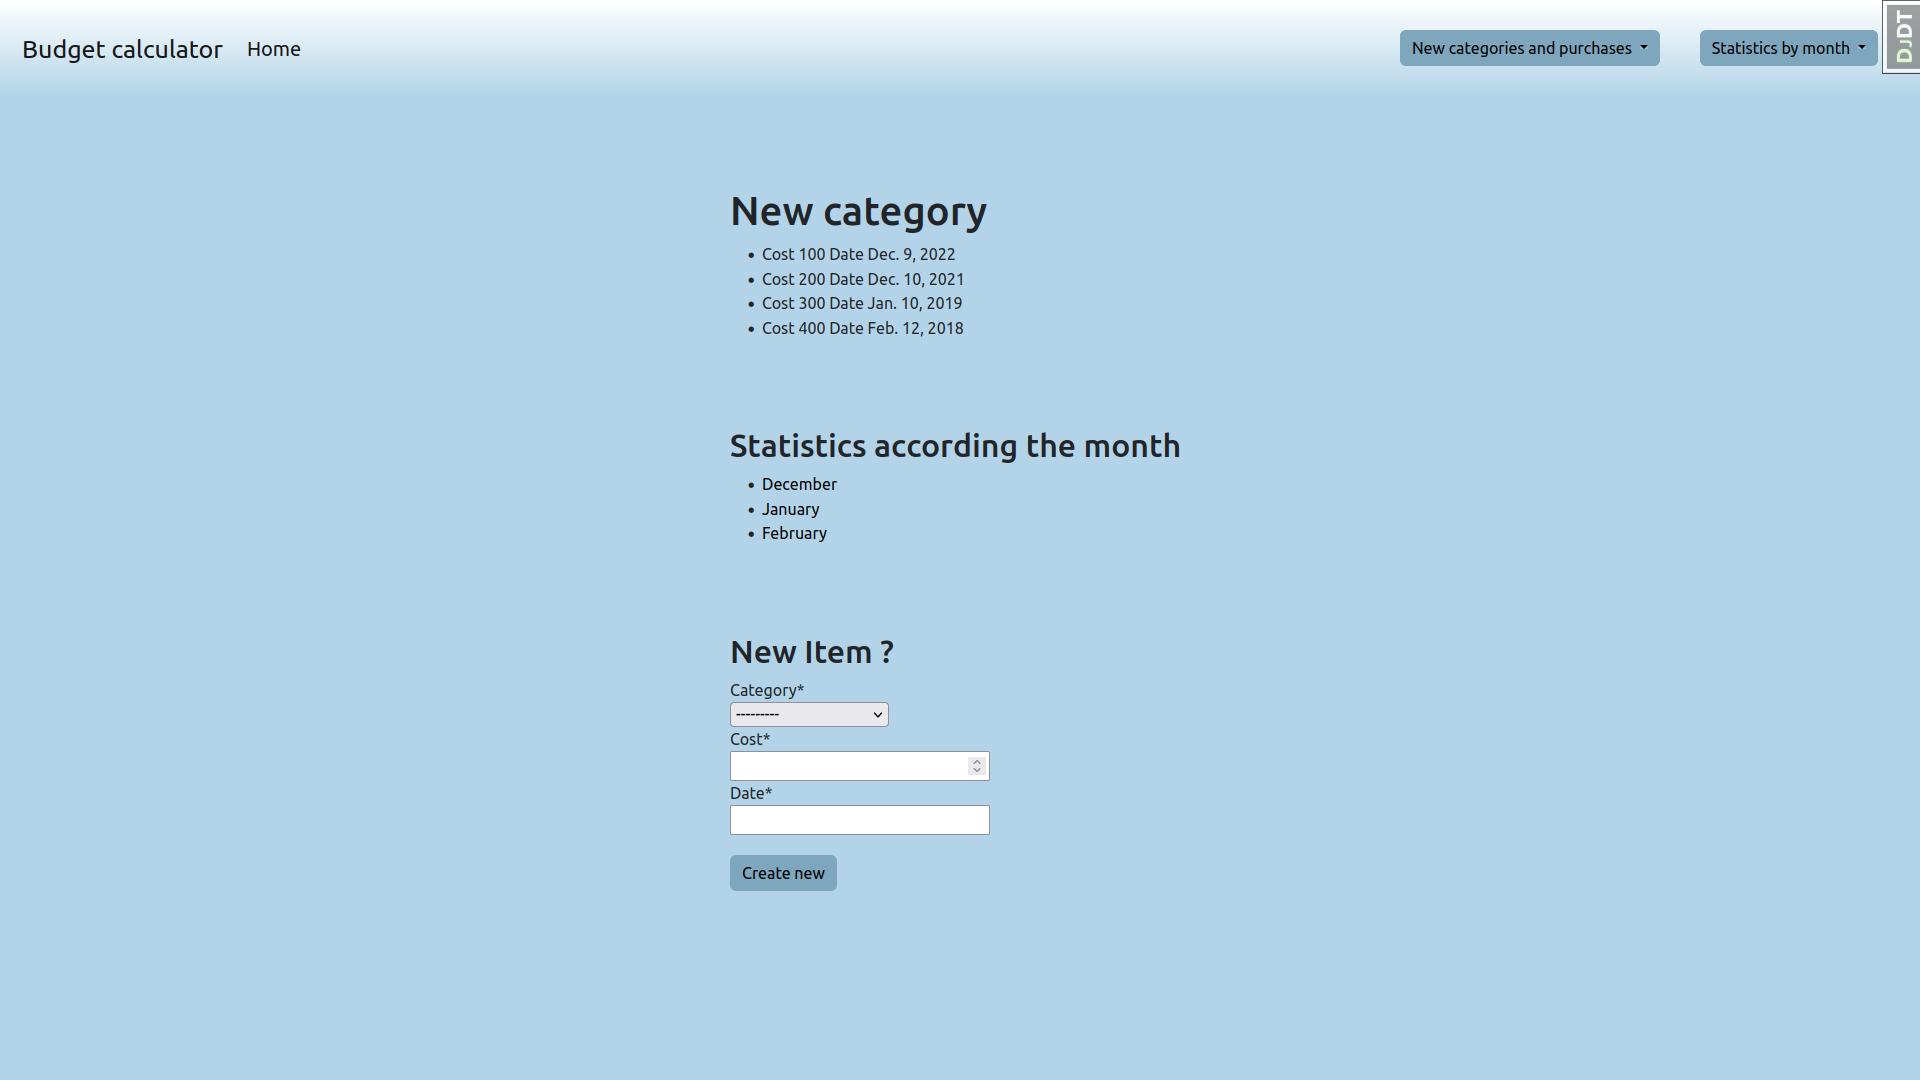 Budget calculator
Home
New categories and purchases
Statistics by month
DJDT
New category
Cost 100 Date Dec. 9, 2022
Cost 200 Date Dec. 10, 2021
Cost 300 Date Jan. 10, 2019
Cost 400 Date Feb. 12, 2018
Statistics according the month
December
January
February
New Item ?
Category*
---------
Cost*
Date*
Create new